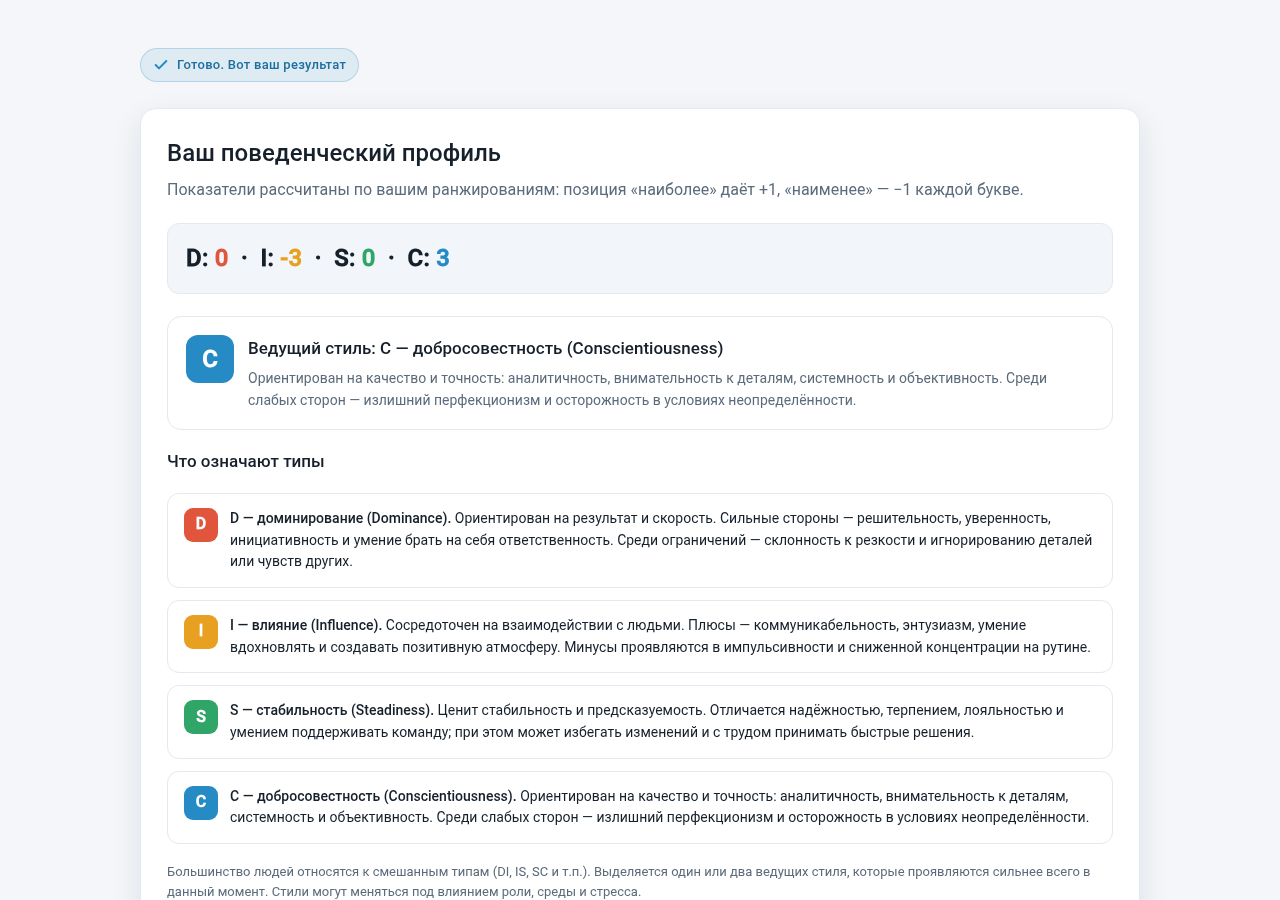 Готово. Вот ваш результат
Ваш поведенческий профиль
Показатели рассчитаны по вашим ранжированиям: позиция «наиболее» даёт +1, «наименее» — −1 каждой букве.
D: 0 · I: -3 · S: 0 · C: 3
C
Ведущий стиль: C — добросовестность (Conscientiousness)
Ориентирован на качество и точность: аналитичность, внимательность к деталям, системность и объективность. Среди
слабых сторон — излишний перфекционизм и осторожность в условиях неопределённости.
Что означают типы
D
D — доминирование (Dominance). Ориентирован на результат и скорость. Сильные стороны — решительность, уверенность,
инициативность и умение брать на себя ответственность. Среди ограничений — склонность к резкости и игнорированию деталей
или чувств других.
I
I — влияние (Influence). Сосредоточен на взаимодействии с людьми. Плюсы — коммуникабельность, энтузиазм, умение
вдохновлять и создавать позитивную атмосферу. Минусы проявляются в импульсивности и сниженной концентрации на рутине.
S
S — стабильность (Steadiness). Ценит стабильность и предсказуемость. Отличается надёжностью, терпением, лояльностью и
умением поддерживать команду; при этом может избегать изменений и с трудом принимать быстрые решения.
C
C — добросовестность (Conscientiousness). Ориентирован на качество и точность: аналитичность, внимательность к деталям,
системность и объективность. Среди слабых сторон — излишний перфекционизм и осторожность в условиях неопределённости.
Большинство людей относятся к смешанным типам (DI, IS, SC и т.п.). Выделяется один или два ведущих стиля, которые проявляются сильнее всего в
данный момент. Стили могут меняться под влиянием роли, среды и стресса.